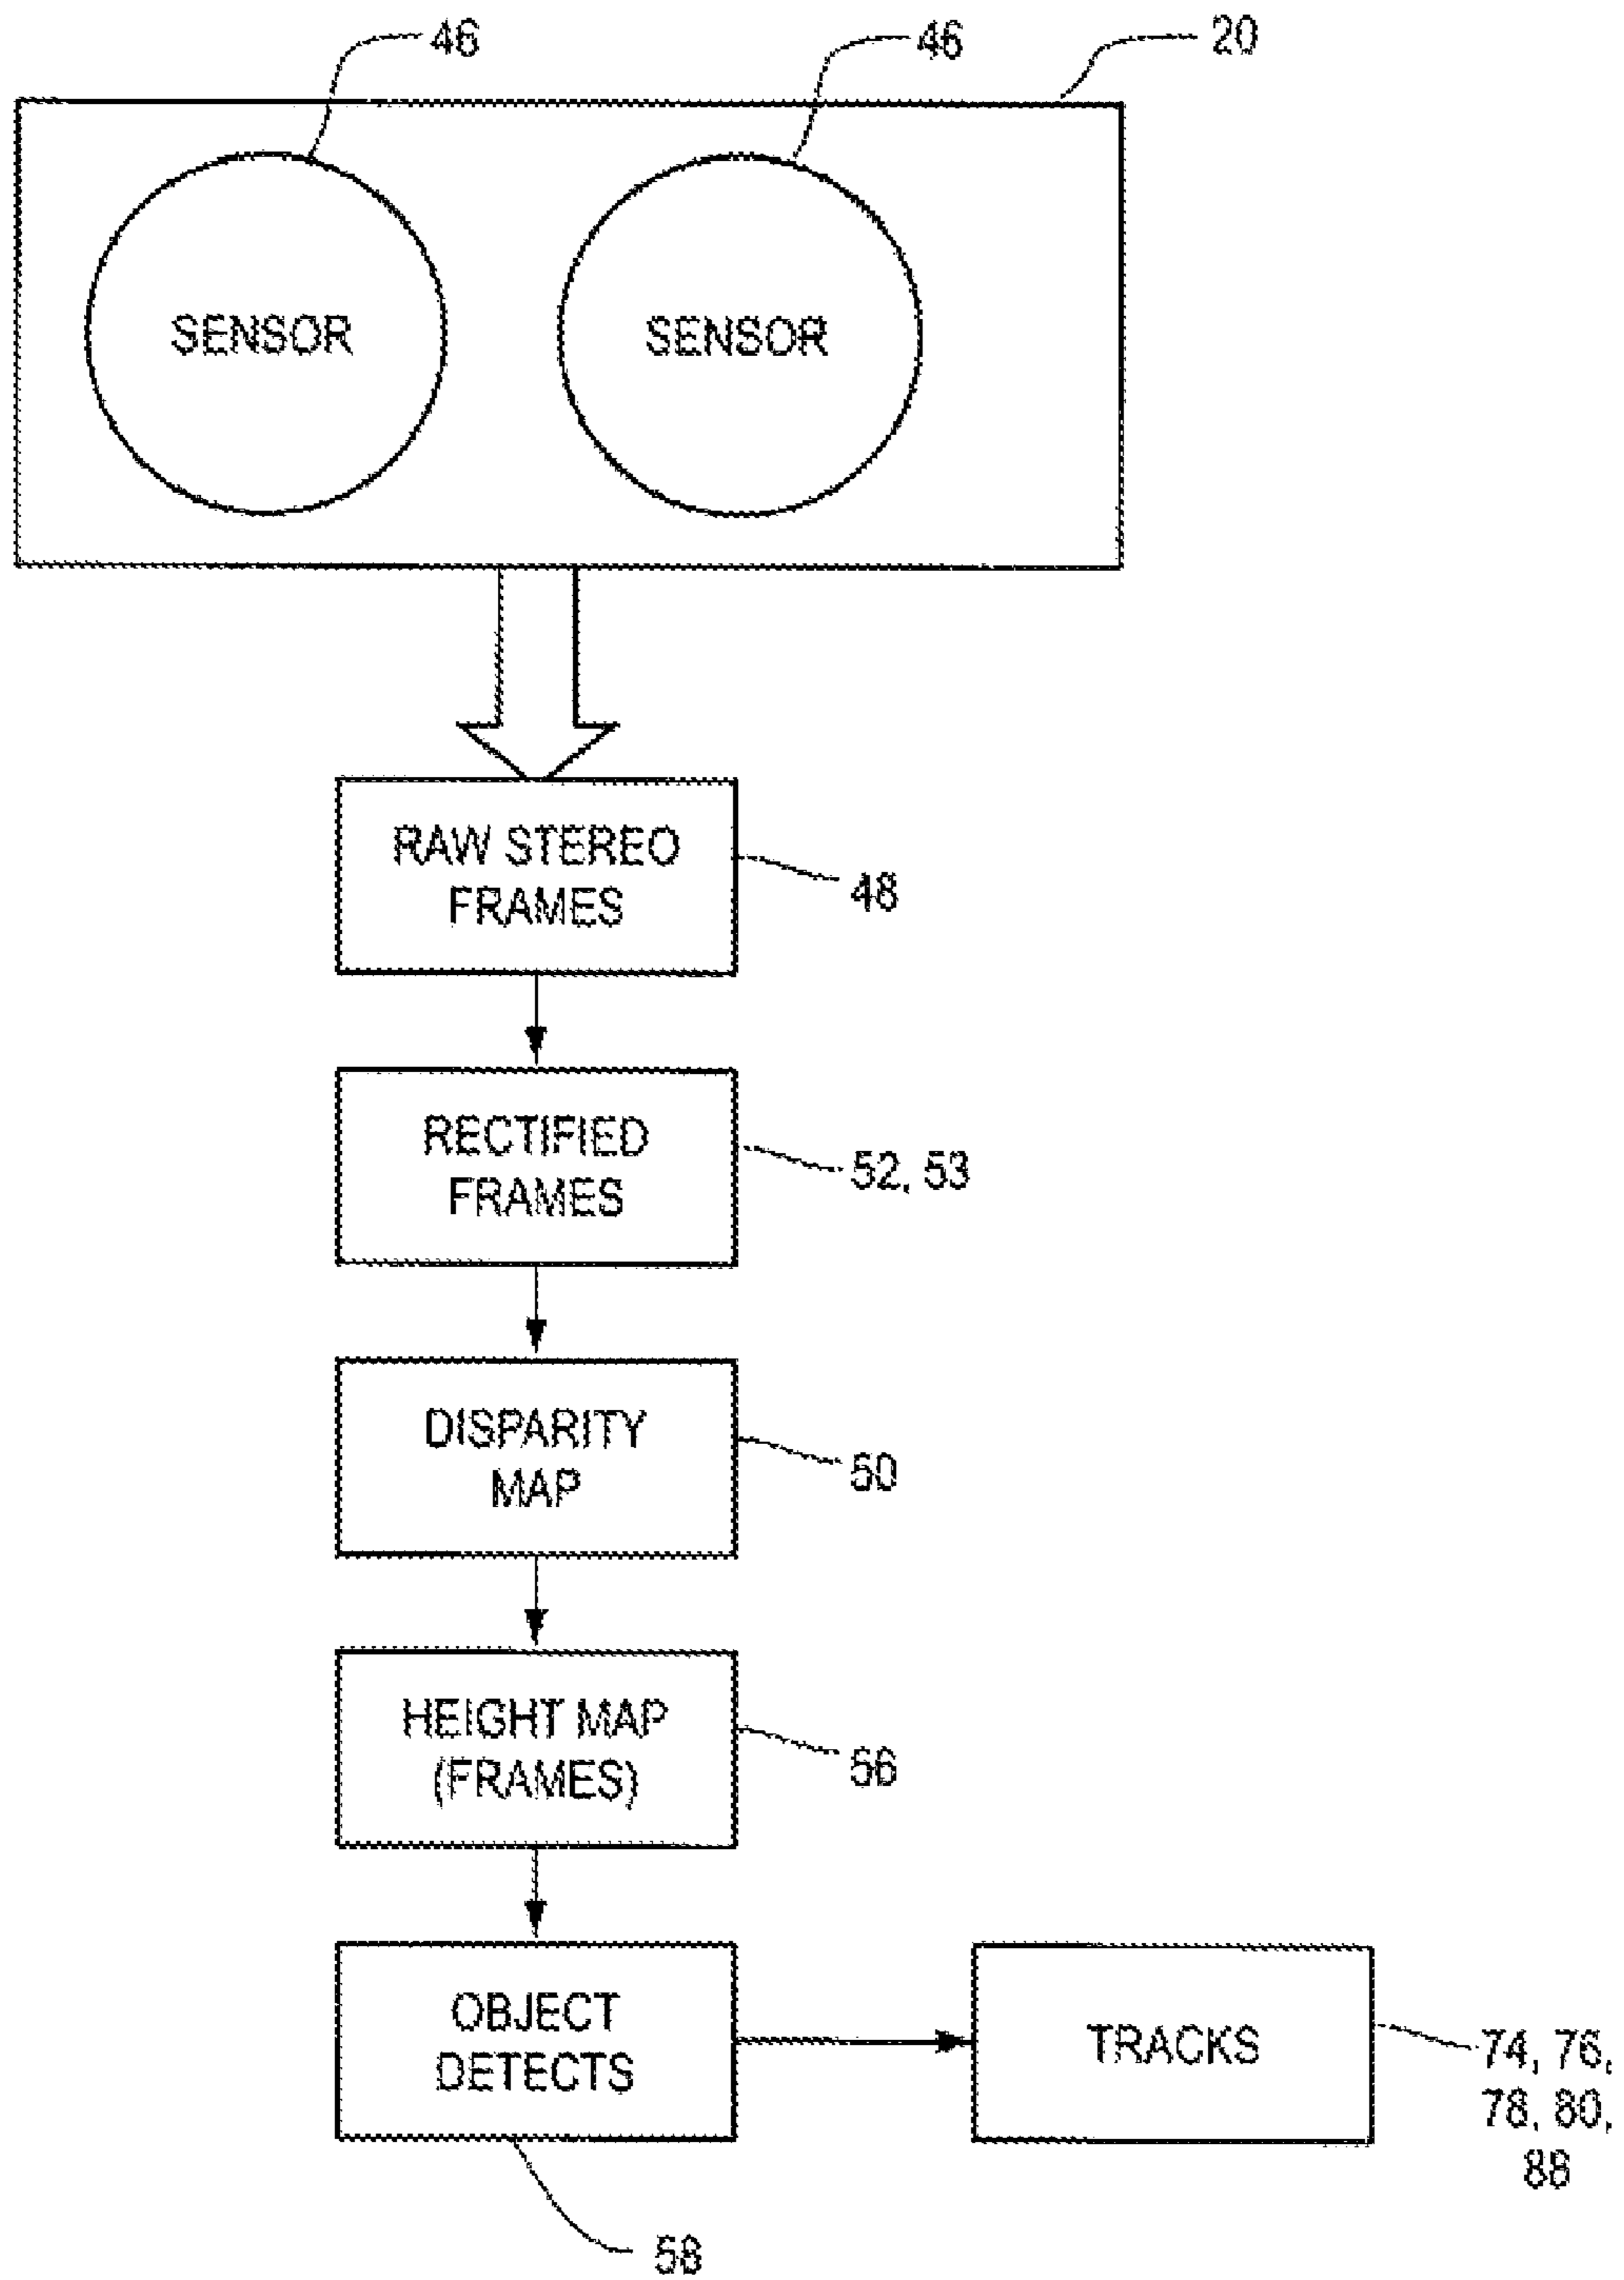 46
46
20
SENSOR
SENSOR
RAW STEREO
FRAMES
48
RECTIFIED
FRAMES
52, 53
DISPARITY
MAP
50
HEIGHT MAP
(FRAMES)
56
OBJECT
DETECTS
TRACKS
74, 76,
78, 80,
88
58